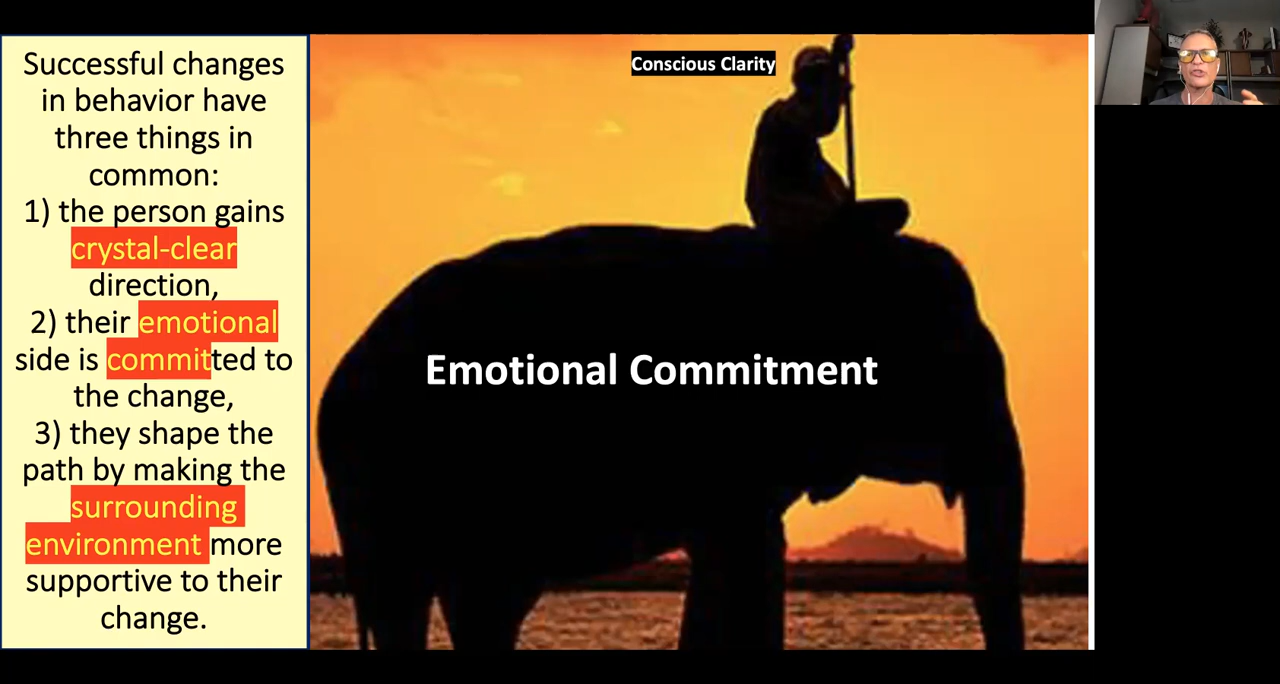 Successful changes
in behavior have
three things in
common:
1) the person gains
crystal-clear
direction,
2) their emotional
side is committed to
the change,
3) they shape the
path by making the
surrounding
environment more
supportive to their
change.
Conscious Clarity
Emotional Commitment